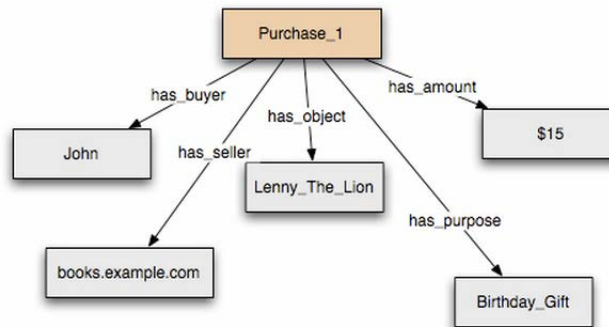 Purchase_1
has_buyer
has_amount
has_object
John
has_seller
$15
Lenny_The_Lion
has_purpose
books.example.com
Birthday_Gift